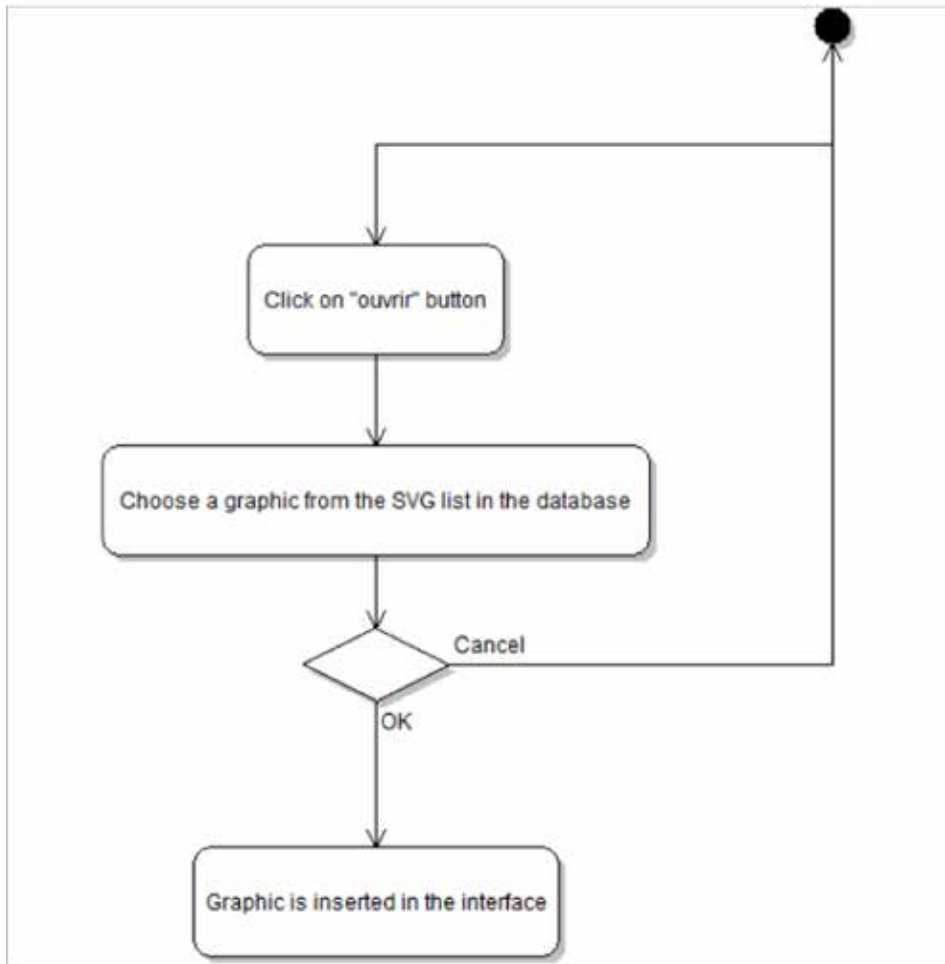 Click on "ouvrir" button
Choose a graphic from the SVG list in the database
Cancel
OK
Graphic is inserted in the interface